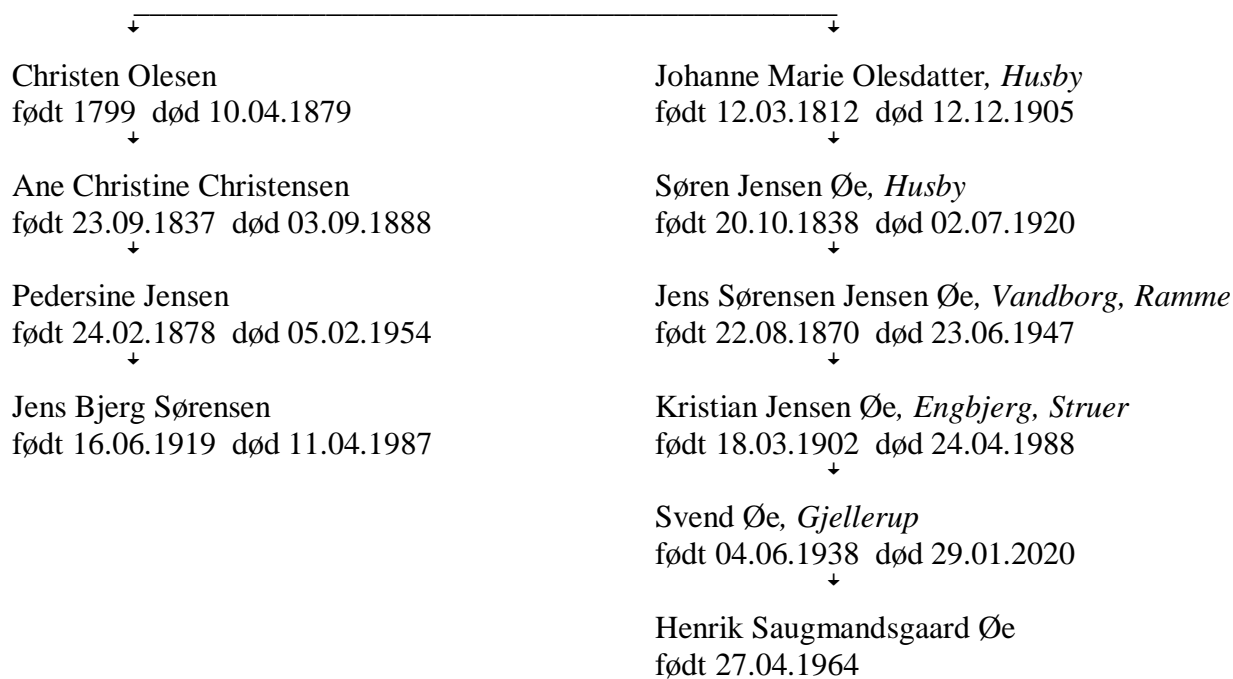 Christen Olesen
født 1799 død 10.04.1879
Ane Christine Christensen
født 23.09.1837 død 03.09.1888
Pedersine Jensen
født 24.02.1878 død 05.02.1954
Jens Bjerg Sørensen
født 16.06.1919 død 11.04.1987
Johanne Marie Olesdatter, Husby
født 12.03.1812 død 12.12.1905
Søren Jensen Øe, Husby
født 20.10.1838 død 02.07.1920
Jens Sørensen Jensen Øe, Vandborg, Ramme
født 22.08.1870 død 23.06.1947
Kristian Jensen Øe, Engbjerg, Struer
født 18.03.1902 død 24.04.1988
Svend Øe, Gjellerup
født 04.06.1938 død 29.01.2020
Henrik Saugmandsgaard Øe
født 27.04.1964